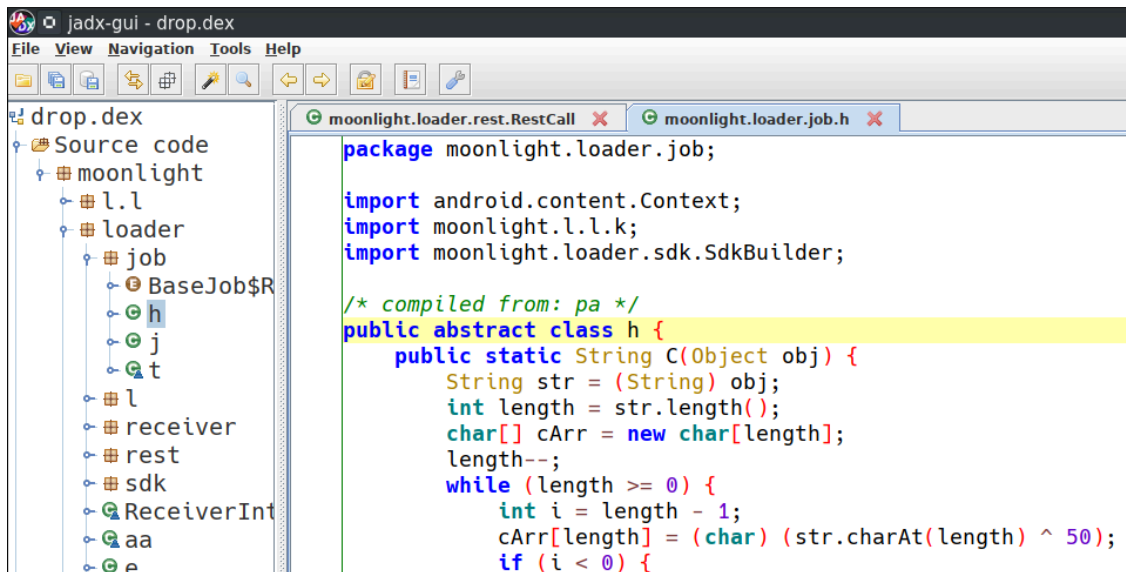 jadx-gui - drop.dex
File View Navigation Tools Help
drop.dex
Source code
moonlight
l.l
loader
job
BaseJob$R
h
j
t
l
receiver
rest
sdk
ReceiverInt
aa
e
moonlight.loader.rest.RestCall
moonlight.loader.job.h
package moonlight.loader.job;
import android.content.Context;
import moonlight.l.l.k;
import moonlight.loader.sdk.SdkBuilder;
/* compiled from: pa */
public abstract class h {
public static String C(Object obj) {
String str = (String) obj;
int length = str.length();
char[] cArr = new char[length];
length--;
while (length >= 0) {
int i = length - 1;
cArr[length] = (char) (str.charAt(length) ^ 50);
if (i < 0) {